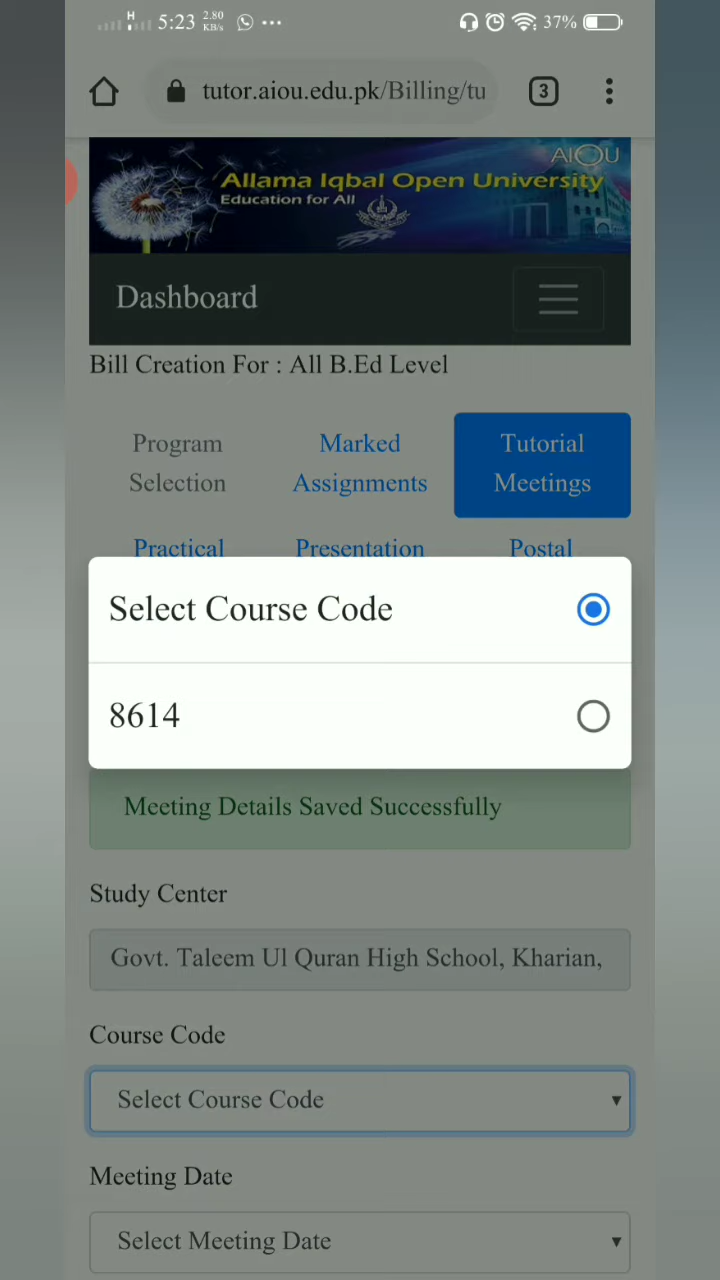 H 5:23 2.80 KB/s 37%
tutor.aiou.edu.pk/Billing/tu 3
AIOU
Allama Iqbal Open University
Education for All
Dashboard
Bill Creation For : All B.Ed Level
Program Selection
Marked Assignments
Tutorial Meetings
Practical
Presentation
Postal
Select Course Code
8614
Meeting Details Saved Successfully
Study Center
Govt. Taleem Ul Quran High School, Kharian,
Course Code
Select Course Code
Meeting Date
Select Meeting Date